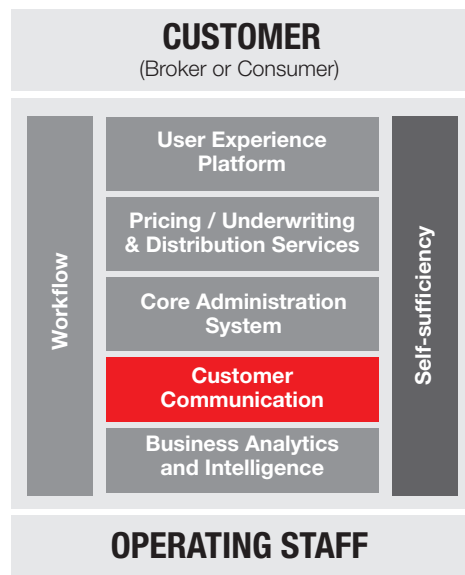 CUSTOMER
(Broker or Consumer)
Workflow
User Experience
Platform
Pricing / Underwriting
& Distribution Services
Core Administration
System
Customer
Communication
Business Analytics
and Intelligence
Self-sufficiency
OPERATING STAFF